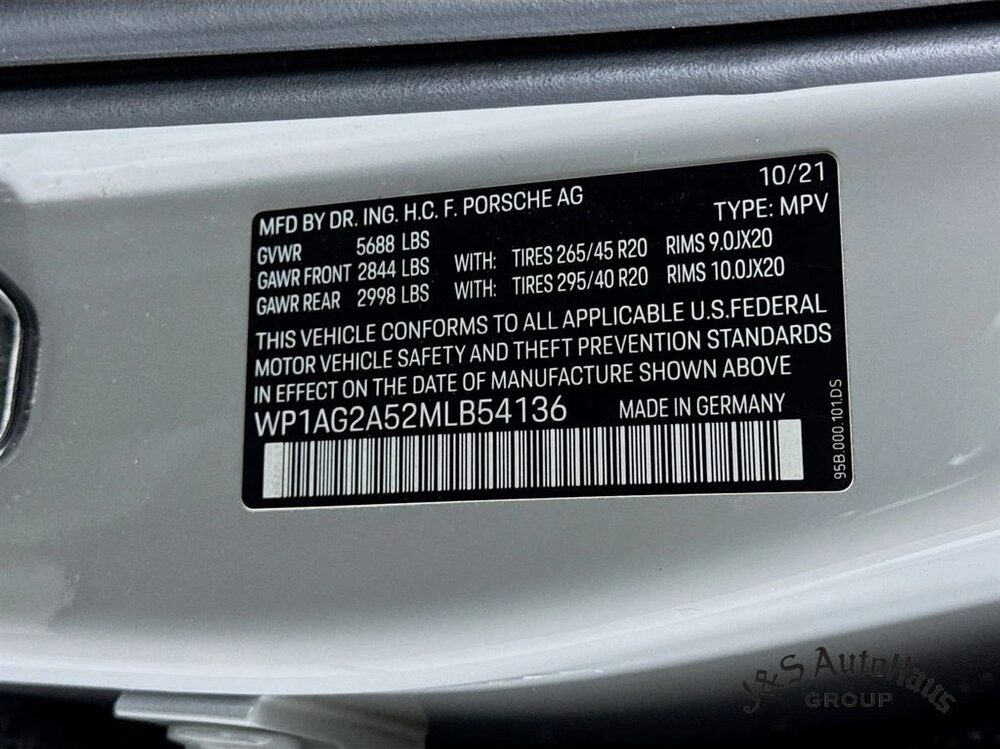 10/21
MFD BY DR. ING. H.C. F. PORSCHE AG TYPE: MPV
GVWR 5688 LBS
GAWR FRONT 2844 LBS WITH: TIRES 265/45 R20 RIMS 9.0JX20
GAWR REAR 2998 LBS WITH: TIRES 295/40 R20 RIMS 10.0JX20
THIS VEHICLE CONFORMS TO ALL APPLICABLE U.S.FEDERAL
MOTOR VEHICLE SAFETY AND THEFT PREVENTION STANDARDS
IN EFFECT ON THE DATE OF MANUFACTURE SHOWN ABOVE
WP1AG2A52MLB54136 MADE IN GERMANY
95B.000.101.DS
J&S AutoHaus
GROUP